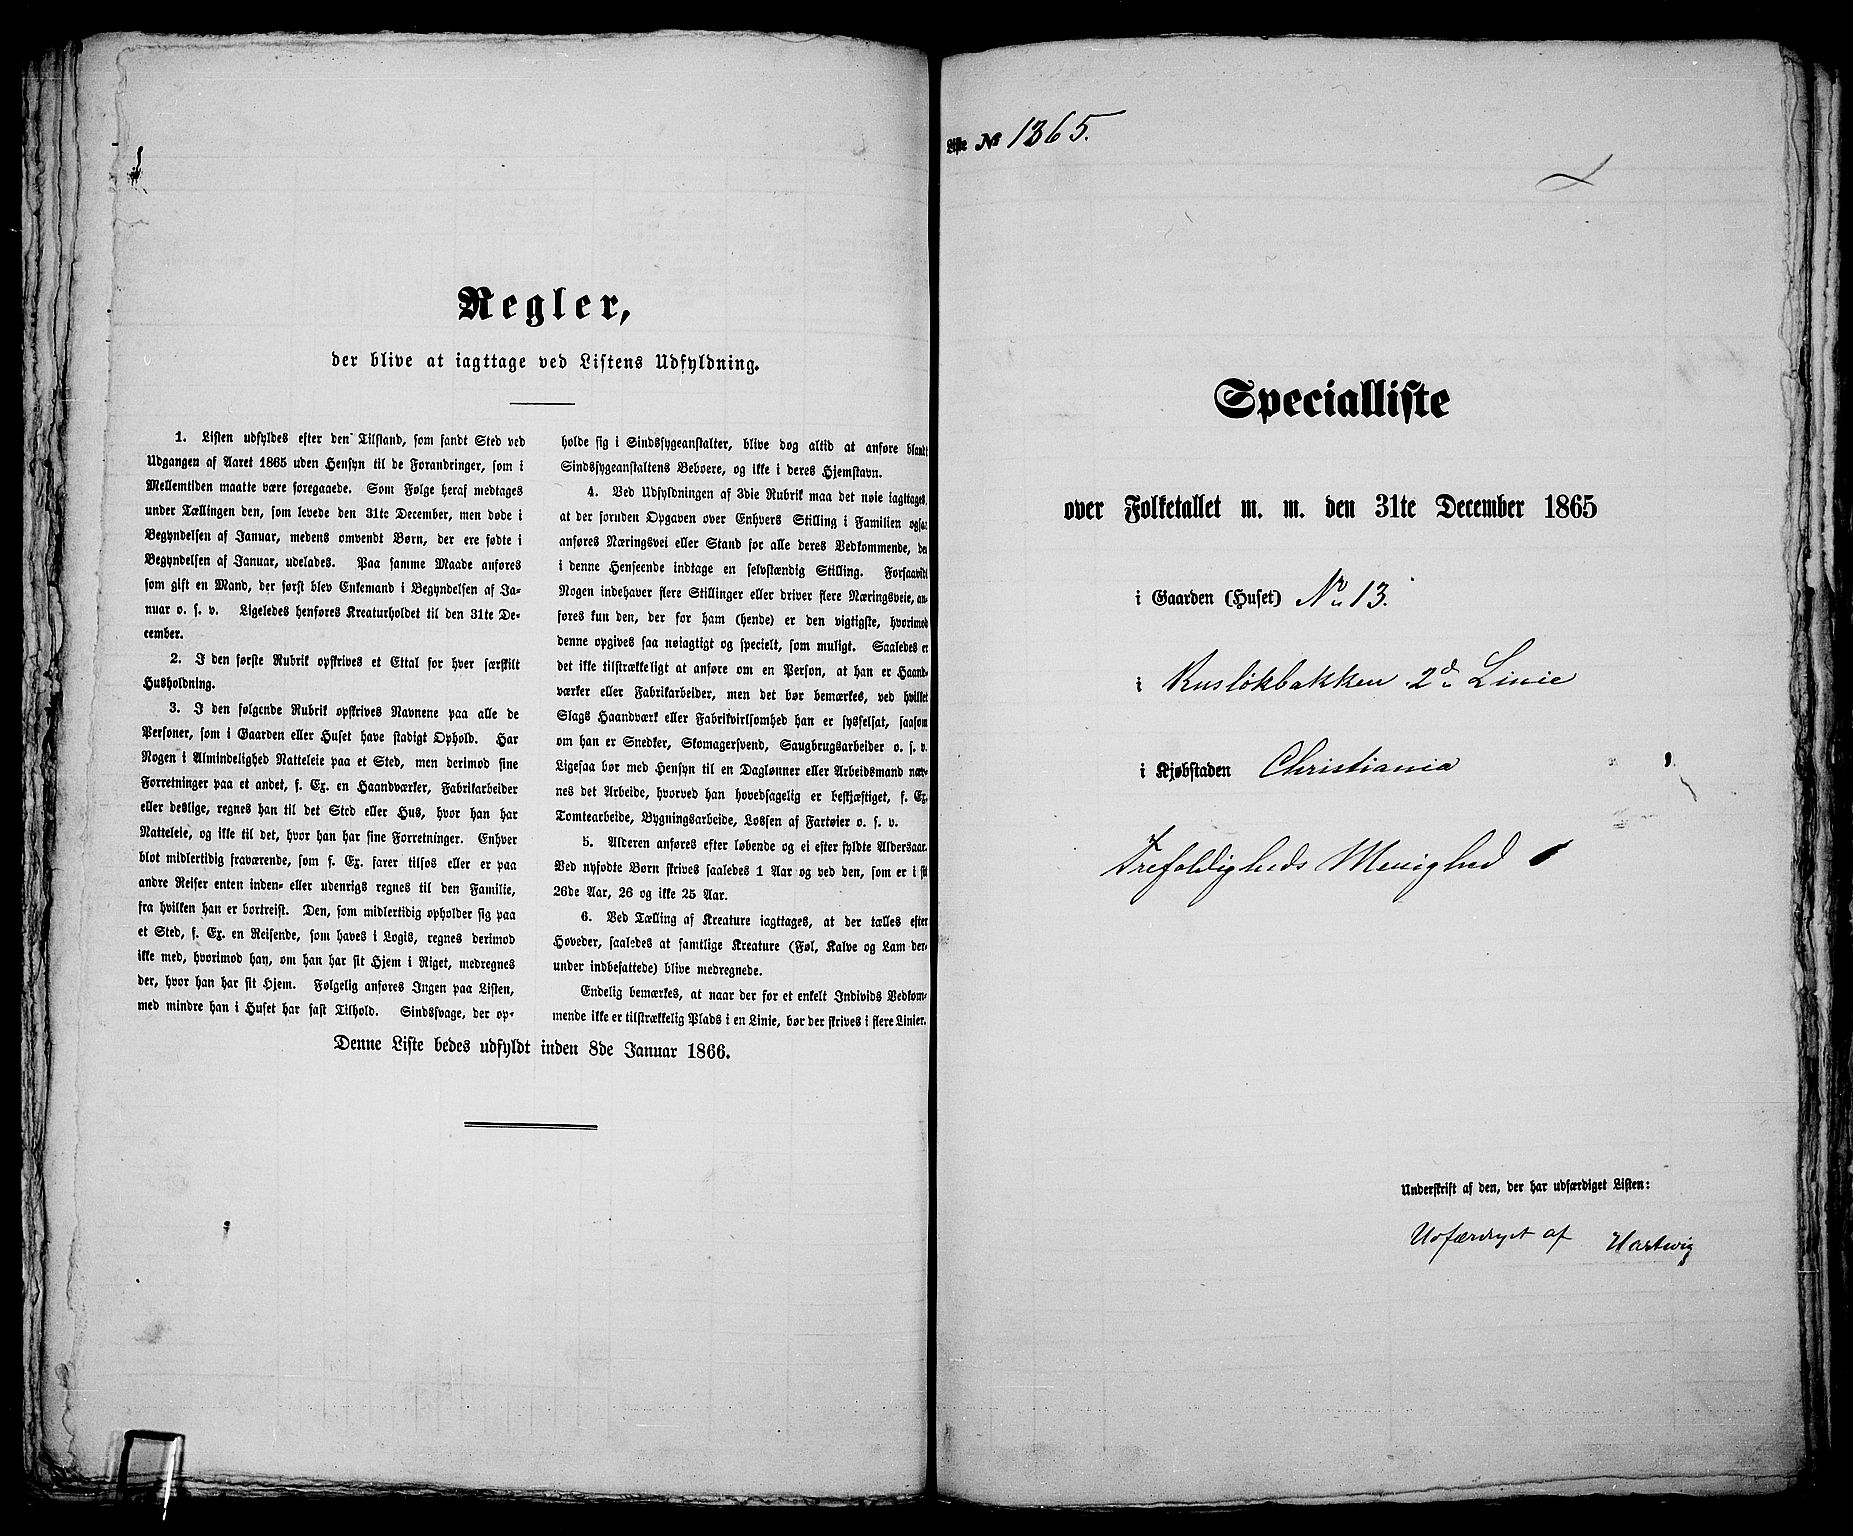 Regler,
der blive at iagttage ved Listens Udfyldning.
1. Listen udfyldes efter den Tilstand, som fandt Sted ved
Udgangen af Aaret 1865 uden Hensyn til de Forandringer, som i
Mellemtiden maatte være foregaaede. Som Følge heraf medtages
under Tællingen den, som levede den 31te December, men døde i
Begyndelsen af Januar, medens omvendt Børn, der ere fødte i
Begyndelsen af Januar, udelades. Paa samme Maade anføres
som gift en Mand, der først blev Enkemand i Begyndelsen af Ja-
nuar o. s. v. Ligeledes henføres Kreaturholdet til den 31te De-
cember.
2. I den første Rubrik opskrives et Ettal for hver særskilt
Husholdning.
3. I den følgende Rubrik opskrives Navnene paa alle de
Personer, som i Gaarden eller Huset have stadigt Ophold. Har
Nogen i Almindelighed Natteleie paa et Sted, men derimod sine
Forretninger paa et andet, f. Ex. en Haandværker, Fabrikarbeider
eller deslige, regnes han til det Sted eller Hus, hvor han har
Natteleie, og ikke til det, hvor han har sine Forretninger. Enhver
blot midlertidig fraværende, som f. Ex. farer tilsøs eller er paa
andre Reiser enten inden- eller udenrigs regnes til den Familie,
fra hvilken han er bortreist. Den, som midlertidig opholder sig paa
et Sted, f. Ex. en Reisende, som haves i Logis, regnes derimod
ikke med, hvorimod han, om han har sit Hjem i Riget, medregnes
der, hvor han har sit Hjem. Følgelig anføres Ingen paa Listen,
med mindre han i Huset har fast Tilhold. Sindssvage, der op-
holde sig i Sindssygeanstalter, blive dog altid at anføre blandt
Sindssygeanstaltens Beboere, og ikke i deres Hjemstavn.
4. Ved Udfyldningen af 3die Rubrik maa det nøie iagttages,
at der foruden Opgaven over Enhvers Stilling i Familien ogsaa
anføres Næringsvei eller Stand for alle deres Vedkommende, der
i denne Henseende indtage en selvstændig Stilling. Forsaavidt
Nogen indehaver flere Stillinger eller driver flere Næringsveie, an-
føres kun den, der for ham (hende) er den vigtigste, hvorimod
denne opgives saa nøiagtigt og specielt, som muligt. Saaledes er
det ikke tilstrækkeligt at anføre om en Person, at han er Haand-
værker eller Fabrikarbeider, men det bør bemærkes, ved hvilket
Slags Haandværk eller Fabrikvirksomhed han er sysselsat, saasom
om han er Snedker, Skomagersvend, Saugbrugsarbeider o. s. v.
Ligesaa bør med Hensyn til en Daglønner eller Arbeidsmand næv-
nes det Arbeide, hvorved han hovedsagelig er beskjæftiget, f. Ex.
Tomtearbeide, Bygningsarbeide, Lossen af Fartøier o. s. v.
5. Alderen anføres efter løbende og ei efter fyldte Aldersaar.
Ved nyfødte Børn skrives saaledes 1 Aar og ved den, som er i sit
26de Aar, 26 og ikke 25 Aar.
6. Ved Tælling af Kreature iagttages, at der tælles efter
Hoveder, saaledes at samtlige Kreature (Føl, Kalve og Lam der-
under indbefattede) blive medregnede.
Endelig bemærkes, at naar der for et enkelt Individs Vedkom-
mende ikke er tilstrækkelig Plads i en Linie, bør der skrives i flere Linier.
Denne Liste bedes udfyldt inden 8de Januar 1866.
Liste № 1365.
Specialliste
over Folketallet m. m. den 31te December 1865
i Gaarden (Huset) No 13.
i Rusløkbakken 2d Linie
i Kjøbstaden Christiania
Trefoldigheds Menighed
Underskrift af den, der har udfærdiget Listen:
Udfærdiget af Hartwig